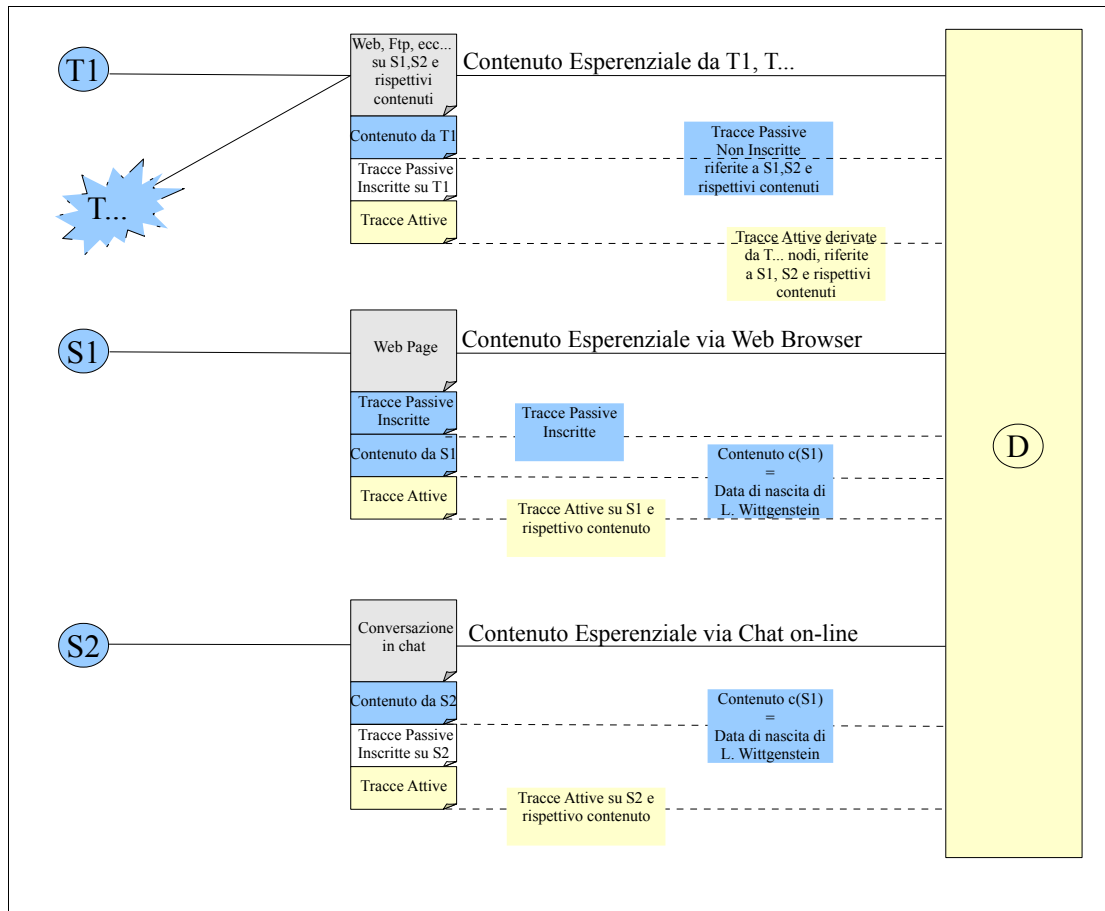 T1
Web, Ftp, ecc...
su S1,S2 e
rispettivi
contenuti
Contenuto Esperenziale da T1, T...
Contenuto da T1
Tracce Passive
Inscritte su T1
Tracce Attive
Tracce Passive
Non Inscritte
riferite a S1,S2 e
rispettivi contenuti
T...
Tracce Attive derivate
da T... nodi, riferite
a S1, S2 e rispettivi
contenuti
S1
Web Page
Contenuto Esperenziale via Web Browser
Tracce Passive
Inscritte
Contenuto da S1
Tracce Attive
Tracce Passive
Inscritte
Contenuto c(S1)
=
Data di nascita di
L. Wittgenstein
Tracce Attive su S1 e
rispettivo contenuto
D
S2
Conversazione
in chat
Contenuto Esperenziale via Chat on-line
Contenuto da S2
Tracce Passive
Inscritte su S2
Tracce Attive
Contenuto c(S1)
=
Data di nascita di
L. Wittgenstein
Tracce Attive su S2 e
rispettivo contenuto